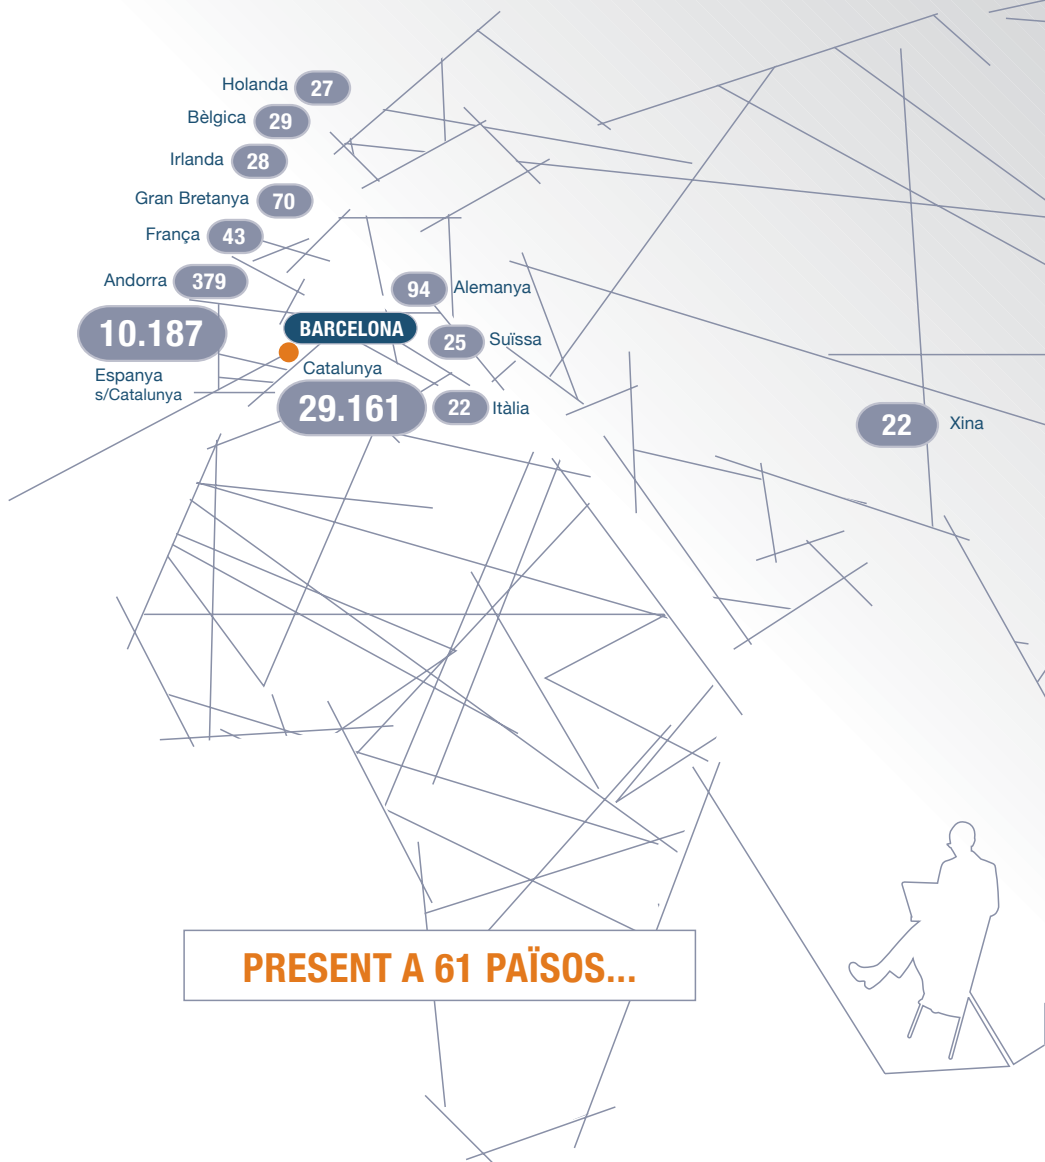 Holanda 27
Bèlgica 29
Irlanda 28
Gran Bretanya 70
França 43
Andorra 379
94 Alemanya
10.187
BARCELONA
25 Suïssa
Espanya
s/Catalunya
Catalunya
29.161
22 Itàlia
22 Xina
PRESENT A 61 PAÏSOS...